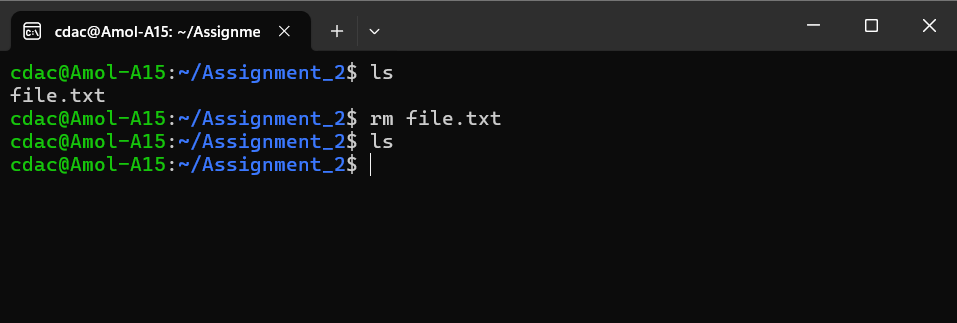 cdac@Amol-A15: ~/Assignme
cdac@Amol-A15:~/Assignment_2$ ls
file.txt
cdac@Amol-A15:~/Assignment_2$ rm file.txt
cdac@Amol-A15:~/Assignment_2$ ls
cdac@Amol-A15:~/Assignment_2$